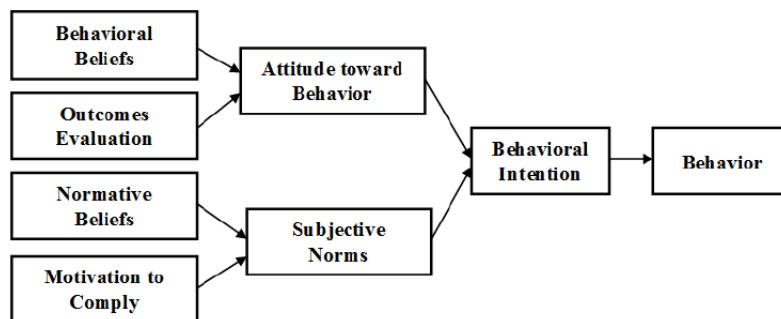 Behavioral
Beliefs
Outcomes
Evaluation
Normative
Beliefs
Motivation to
Comply
Attitude toward
Behavior
Subjective
Norms
Behavioral
Intention
Behavior